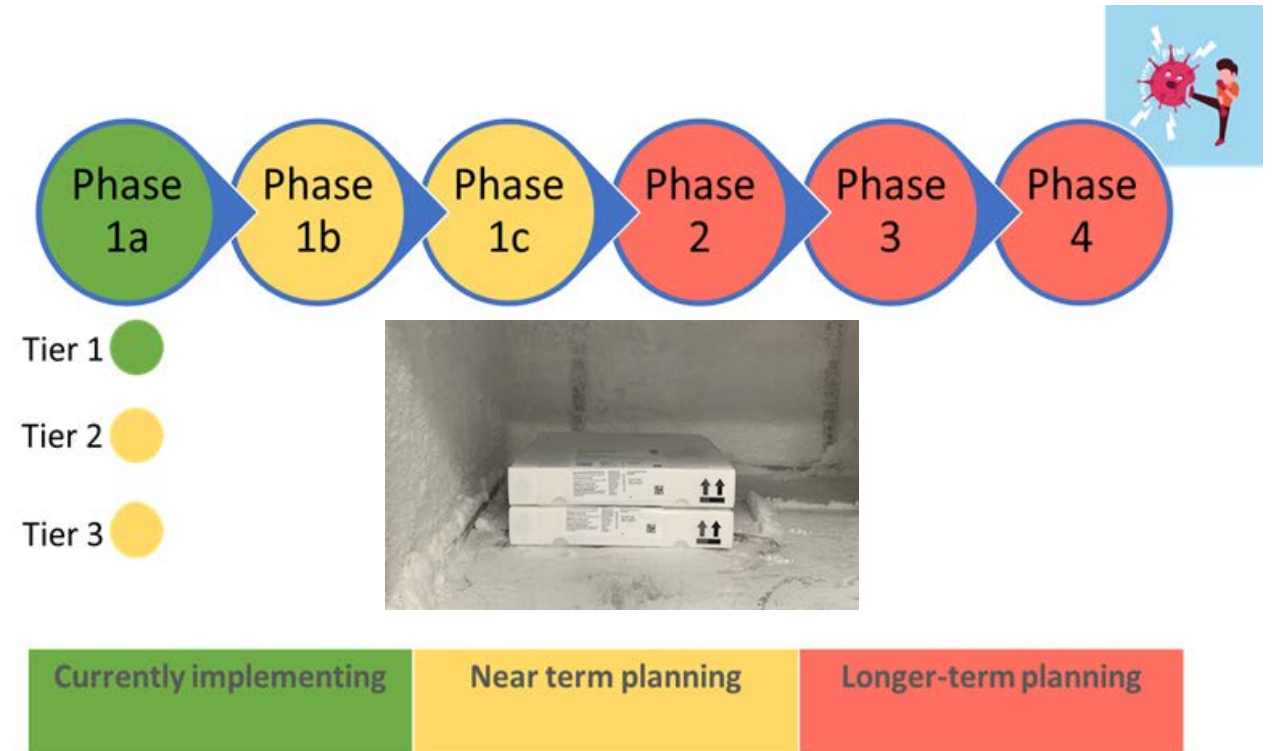 Phase
1a
Phase
1b
Phase
1c
Phase
2
Phase
3
Phase
4
Tier 1
Tier 2
Tier 3
Currently implementing
Near term planning
Longer-term planning